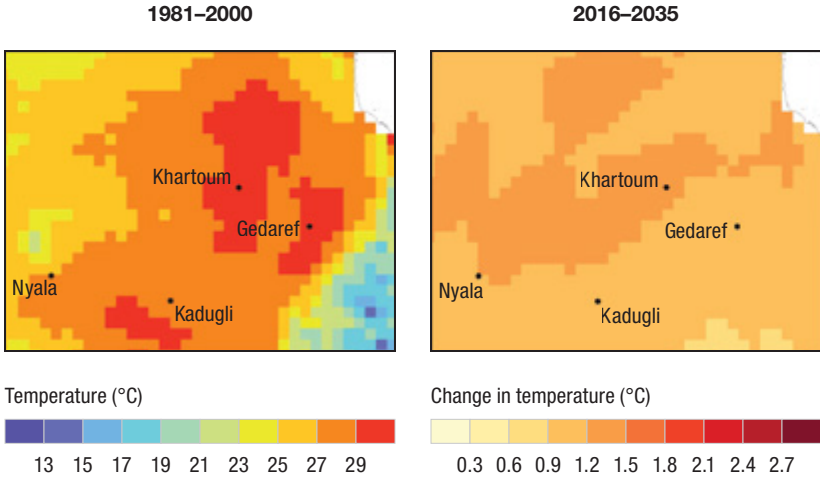 1981–2000
2016–2035
Khartoum
Gedaref
Nyala
Kadugli
Khartoum
Gedaref
Nyala
Kadugli
Temperature (°C)
13 15 17 19 21 23 25 27 29
Change in temperature (°C)
0.3 0.6 0.9 1.2 1.5 1.8 2.1 2.4 2.7